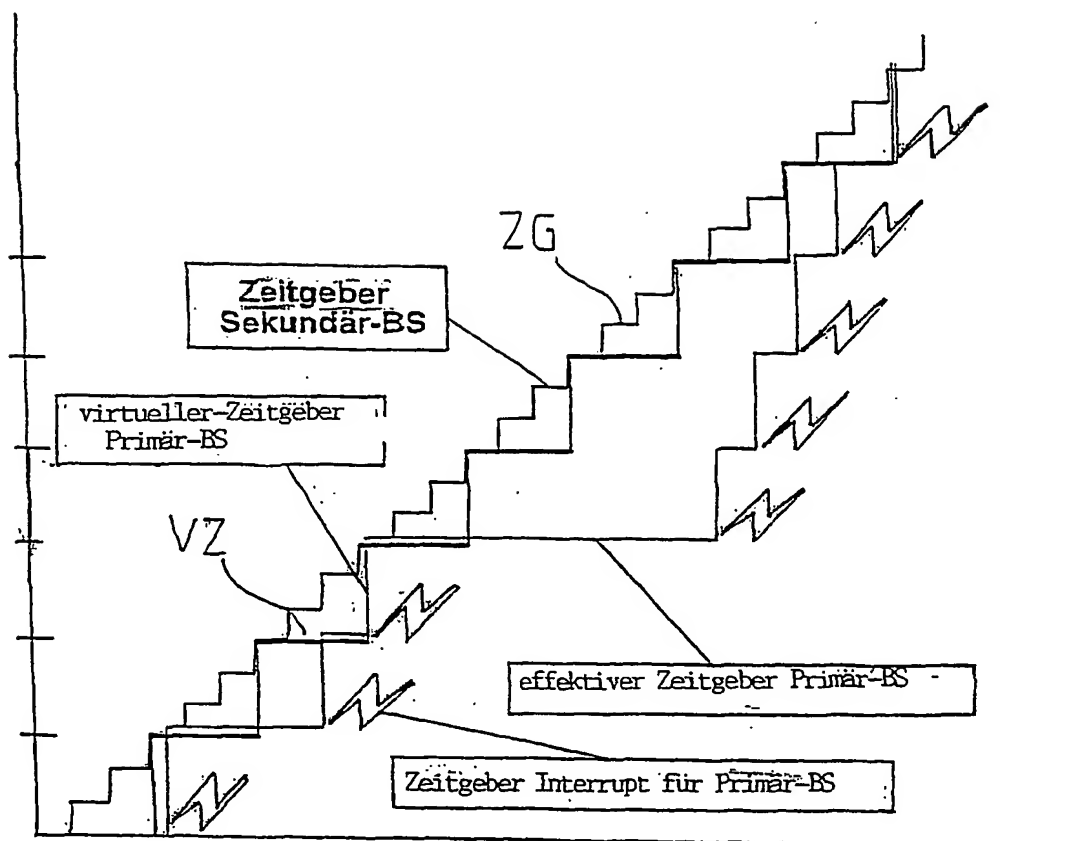 ZG
Zeitgeber
Sekundär-BS
virtueller-Zeitgeber
Primär-BS
VZ
effektiver Zeitgeber Primär-BS
Zeitgeber Interrupt für Primär-BS